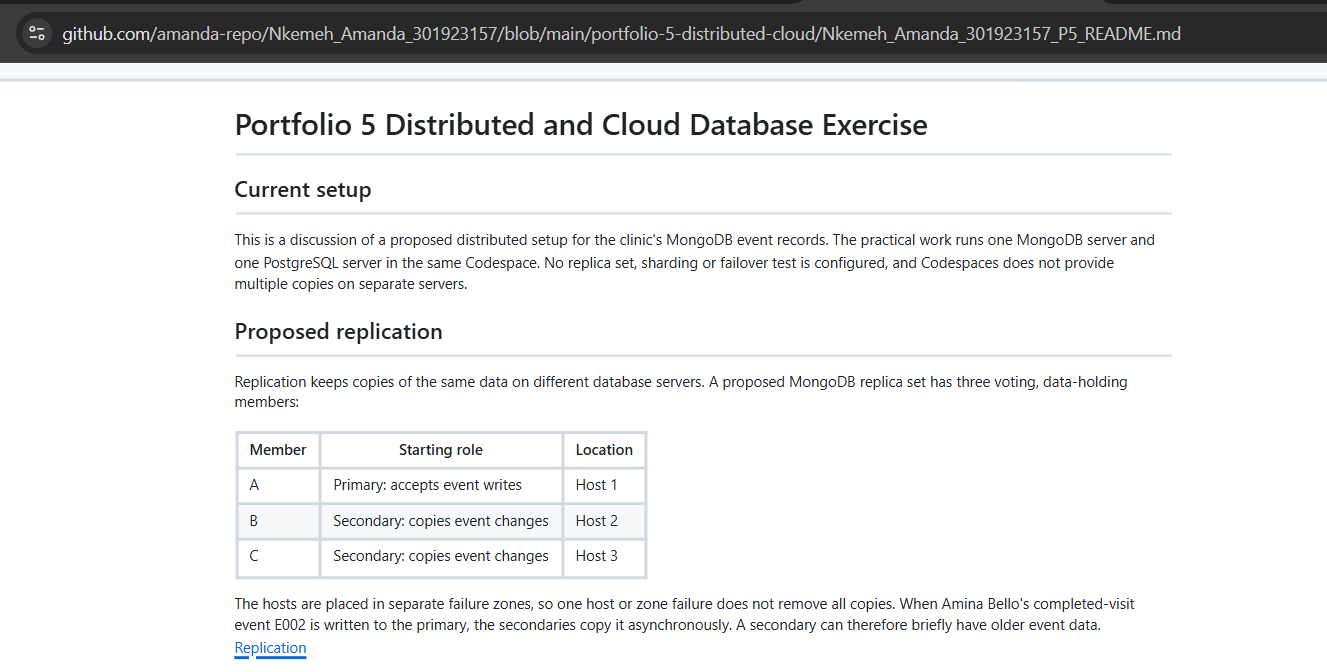 github.com/amanda-repo/Nkemeh_Amanda_301923157/blob/main/portfolio-5-distributed-cloud/Nkemeh_Amanda_301923157_P5_README.md
Portfolio 5 Distributed and Cloud Database Exercise
Current setup
This is a discussion of a proposed distributed setup for the clinic's MongoDB event records. The practical work runs one MongoDB server and
one PostgreSQL server in the same Codespace. No replica set, sharding or failover test is configured, and Codespaces does not provide
multiple copies on separate servers.
Proposed replication
Replication keeps copies of the same data on different database servers. A proposed MongoDB replica set has three voting, data-holding
members:
Member Starting role Location
A Primary: accepts event writes Host 1
B Secondary: copies event changes Host 2
C Secondary: copies event changes Host 3
The hosts are placed in separate failure zones, so one host or zone failure does not remove all copies. When Amina Bello's completed-visit
event E002 is written to the primary, the secondaries copy it asynchronously. A secondary can therefore briefly have older event data.
Replication